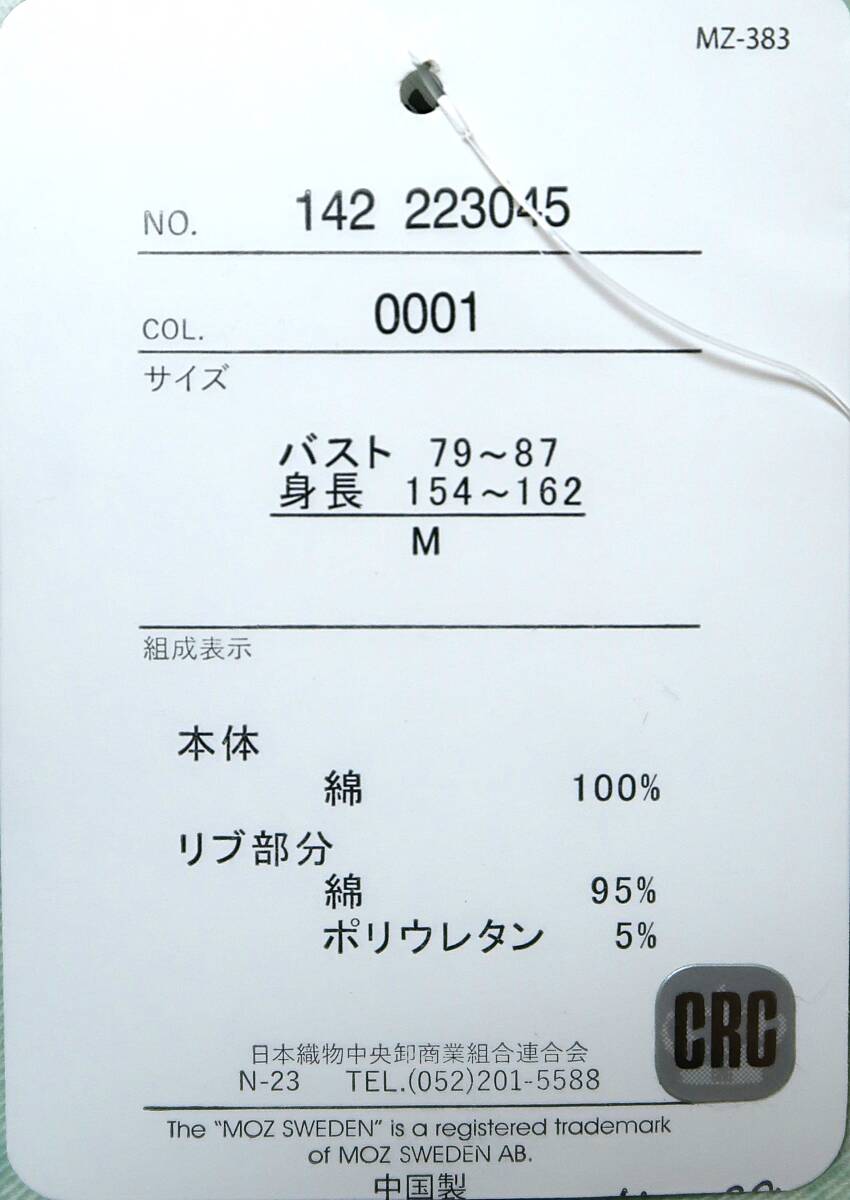 MZ-383
NO. 142 223045
COL. 0001
サイズ
バスト 79～87
身長 154～162
M
組成表示
本体
綿 100%
リブ部分
綿 95%
ポリウレタン 5%
CRC
日本織物中央卸商業組合連合会
N-23 TEL.(052)201-5588
The "MOZ SWEDEN" is a registered trademark
of MOZ SWEDEN AB.
中国製